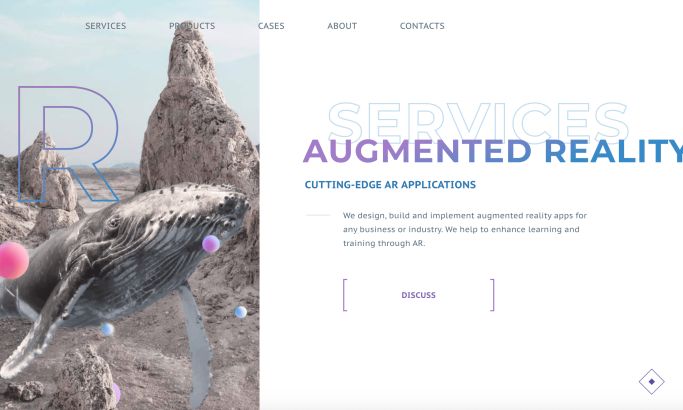 SERVICES PRODUCTS CASES ABOUT CONTACTS
R
SERVICES
AUGMENTED REALITY
CUTTING-EDGE AR APPLICATIONS
We design, build and implement augmented reality apps for
any business or industry. We help to enhance learning and
training through AR.
DISCUSS